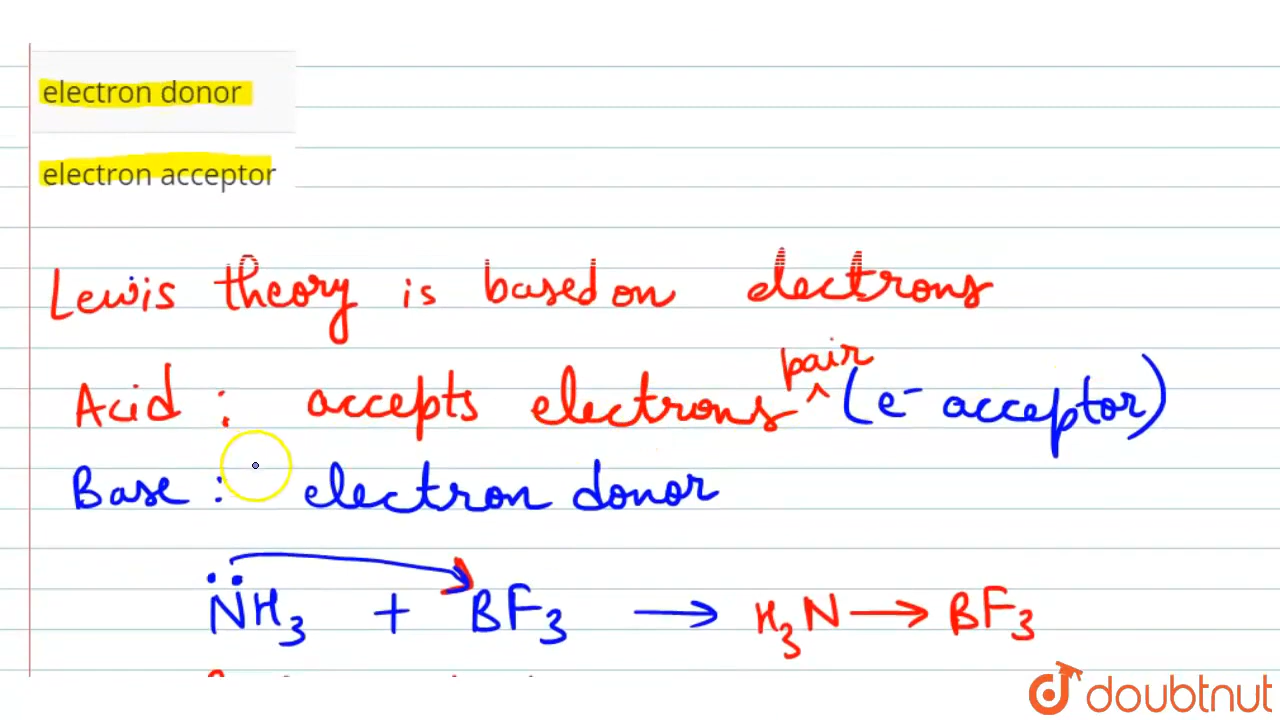 electron donor
electron acceptor
Lewis theory is based on electrons
pair
Acid : accepts electrons ^ (e⁻ acceptor)
Base : electron donor
NH₃ + BF₃ → H₃N → BF₃
doubtnut